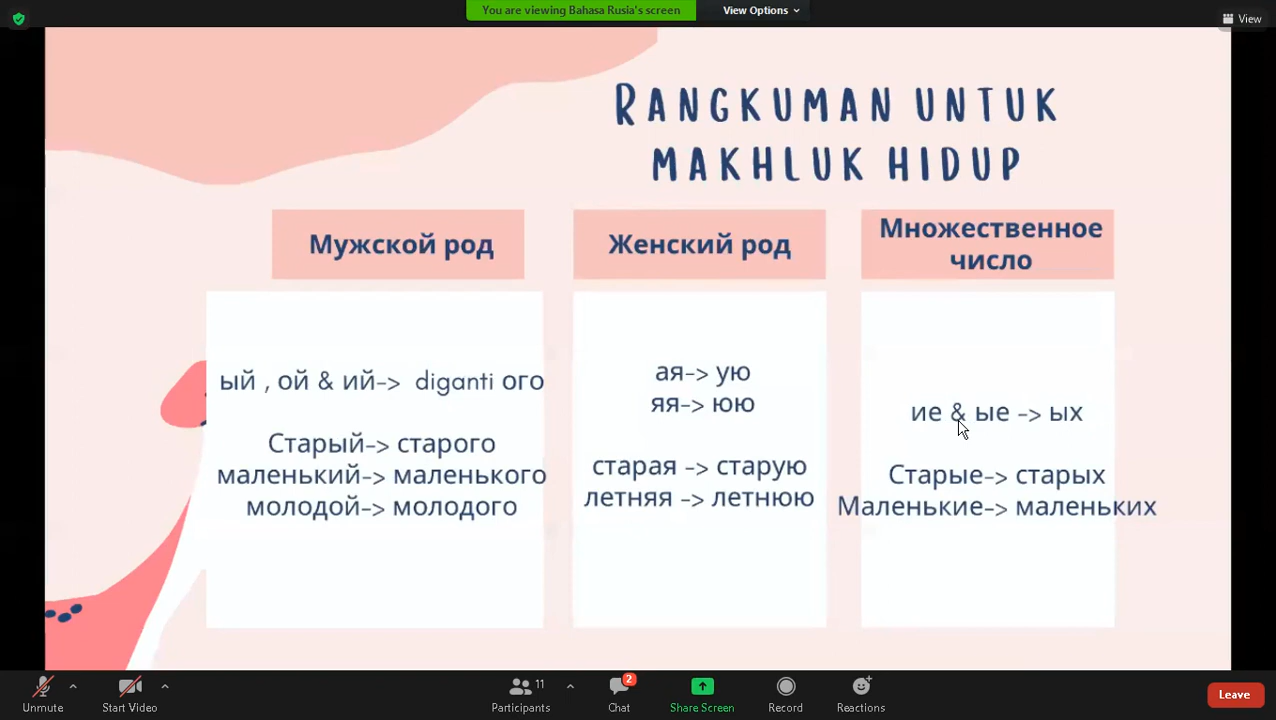 You are viewing Bahasa Rusia's screen
View Options
View
RANGKUMAN UNTUK
MAKHLUK HIDUP
Мужской род
ый , ой & ий-> diganti ого
Старый-> старого
маленький-> маленького
молодой-> молодого
Женский род
ая-> ую
яя-> юю
старая -> старую
летняя -> летнюю
Множественное
число
ие & ые -> ых
Старые-> старых
Маленькие-> маленьких
Unmute
Start Video
Participants
11
Chat
2
Share Screen
Record
Reactions
Leave